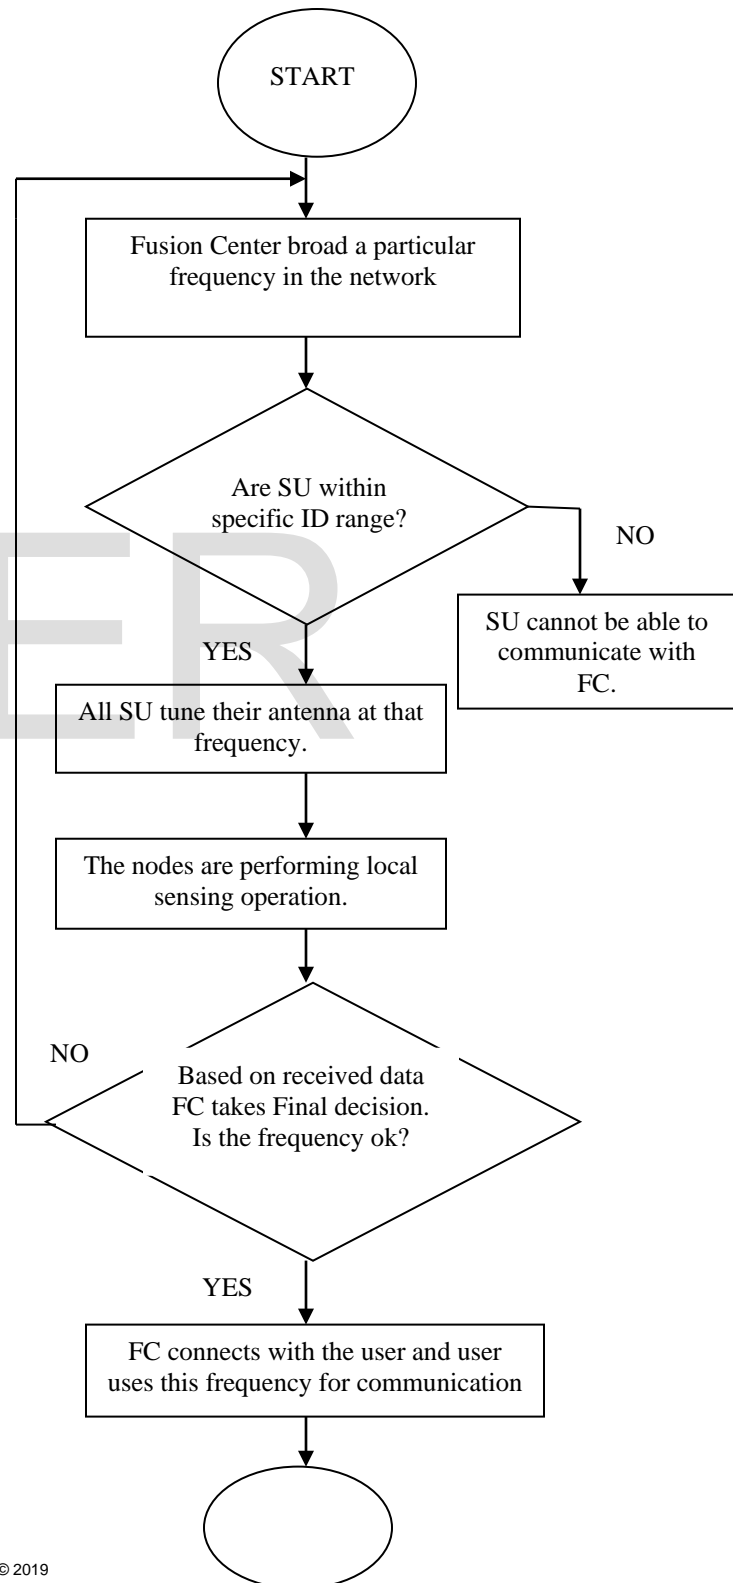 START
Fusion Center broad a particular
frequency in the network
Are SU within
specific ID range?
NO
SU cannot be able to
communicate with
FC.
YES
All SU tune their antenna at that
frequency.
The nodes are performing local
sensing operation.
NO
Based on received data
FC takes Final decision.
Is the frequency ok?
YES
FC connects with the user and user
uses this frequency for communication
ER
© 2019